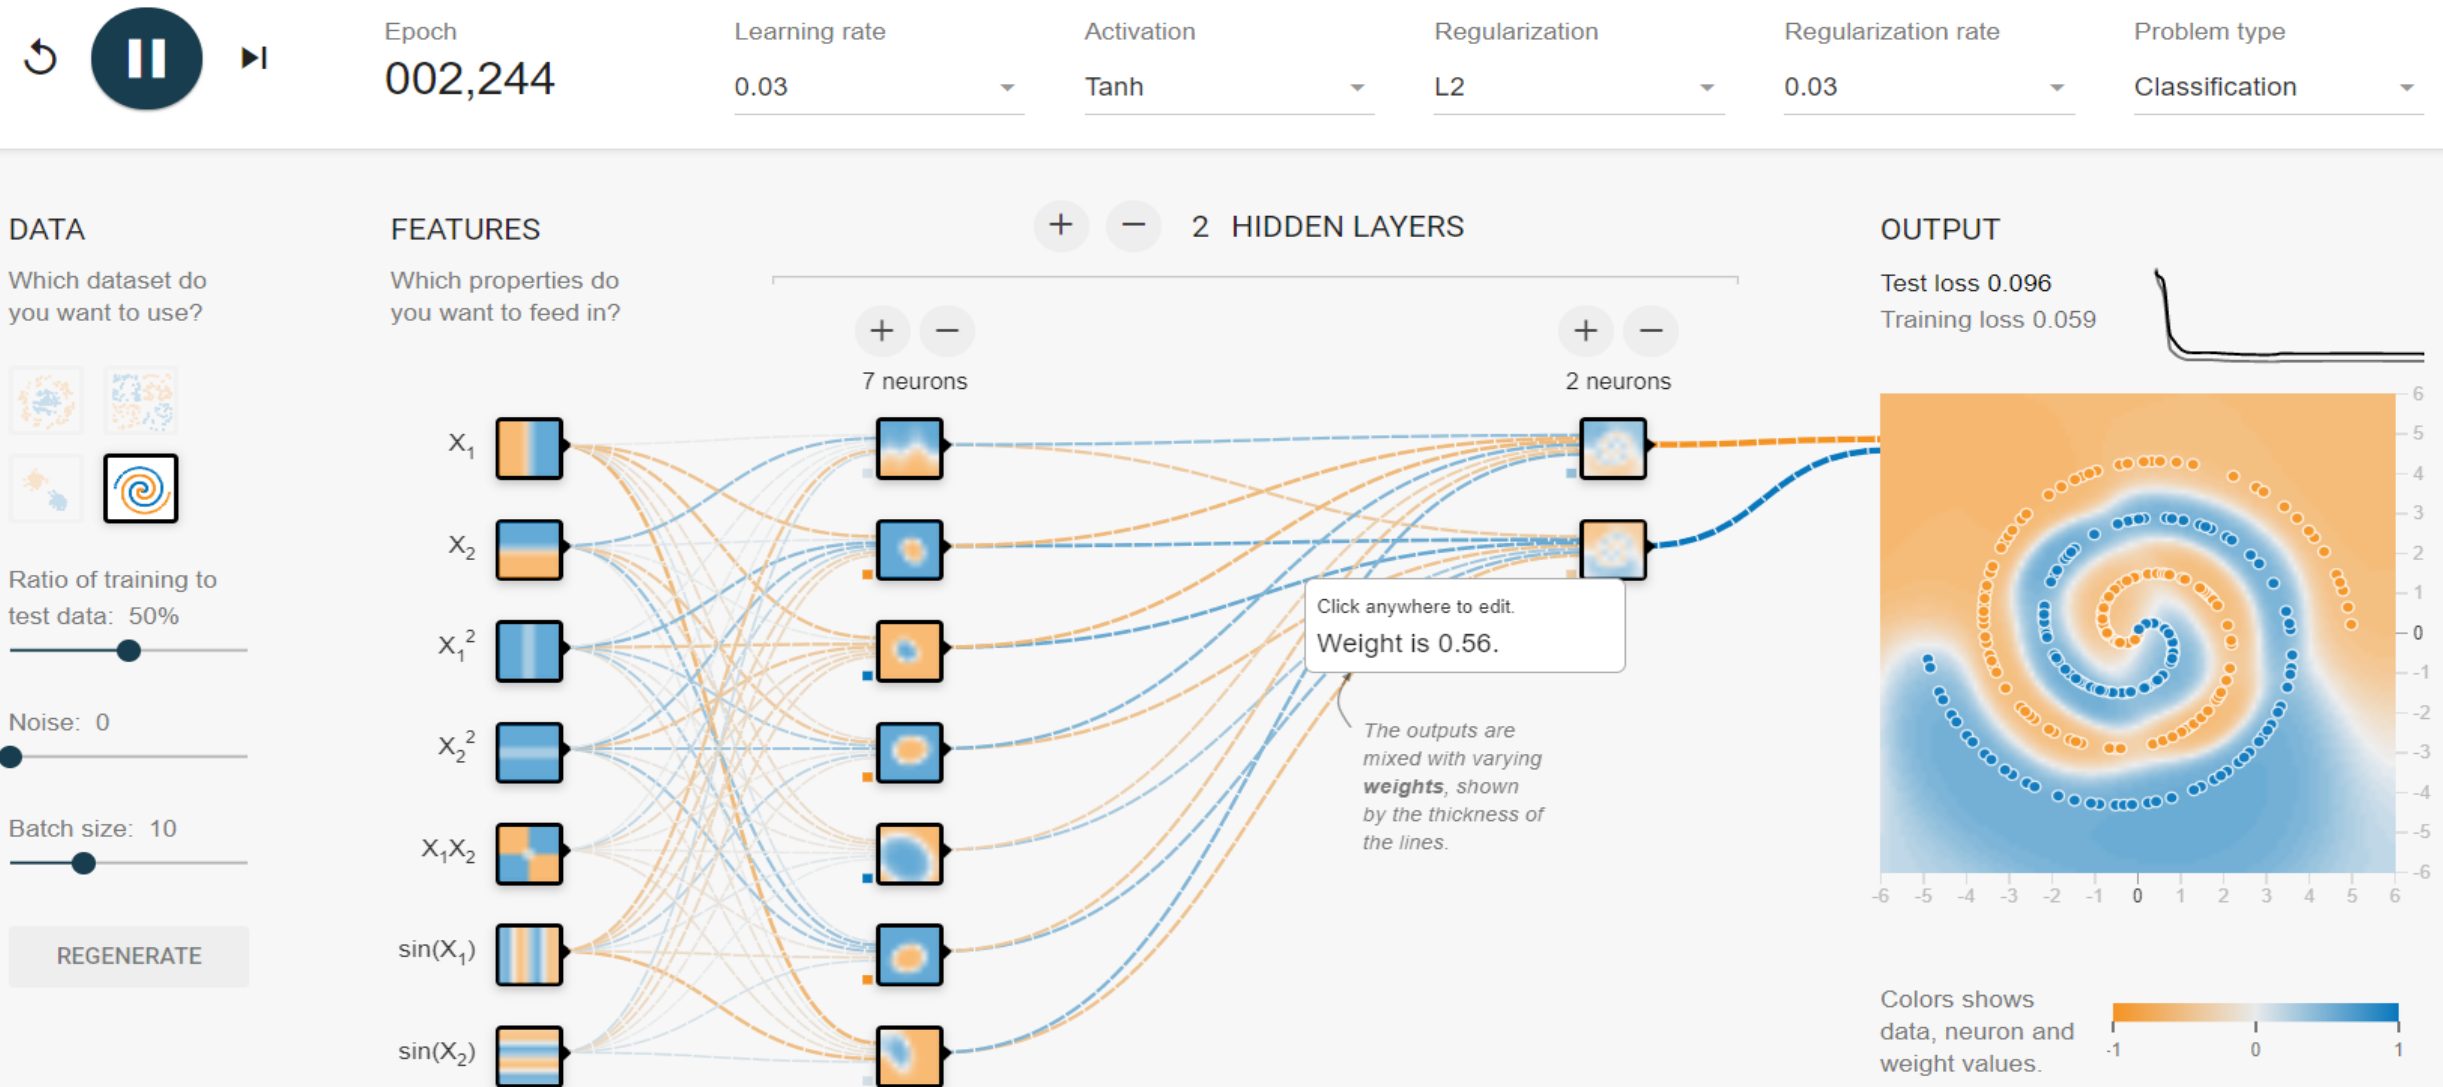 Epoch
002,244
Learning rate
0.03
Activation
Tanh
Regularization
L2
Regularization rate
0.03
Problem type
Classification
DATA
Which dataset do
you want to use?
Ratio of training to
test data: 50%
Noise: 0
Batch size: 10
REGENERATE
FEATURES
Which properties do
you want to feed in?
X₁
X₂
X₁²
X₂²
X₁X₂
sin(X₁)
sin(X₂)
+ − 2 HIDDEN LAYERS
+ −
7 neurons
+ −
2 neurons
Click anywhere to edit.
Weight is 0.56.
The outputs are
mixed with varying
weights, shown
by the thickness of
the lines.
OUTPUT
Test loss 0.096
Training loss 0.059
6
5
4
3
2
1
0
-1
-2
-3
-4
-5
-6
-6 -5 -4 -3 -2 -1 0 1 2 3 4 5 6
Colors shows
data, neuron and
weight values.
-1 0 1